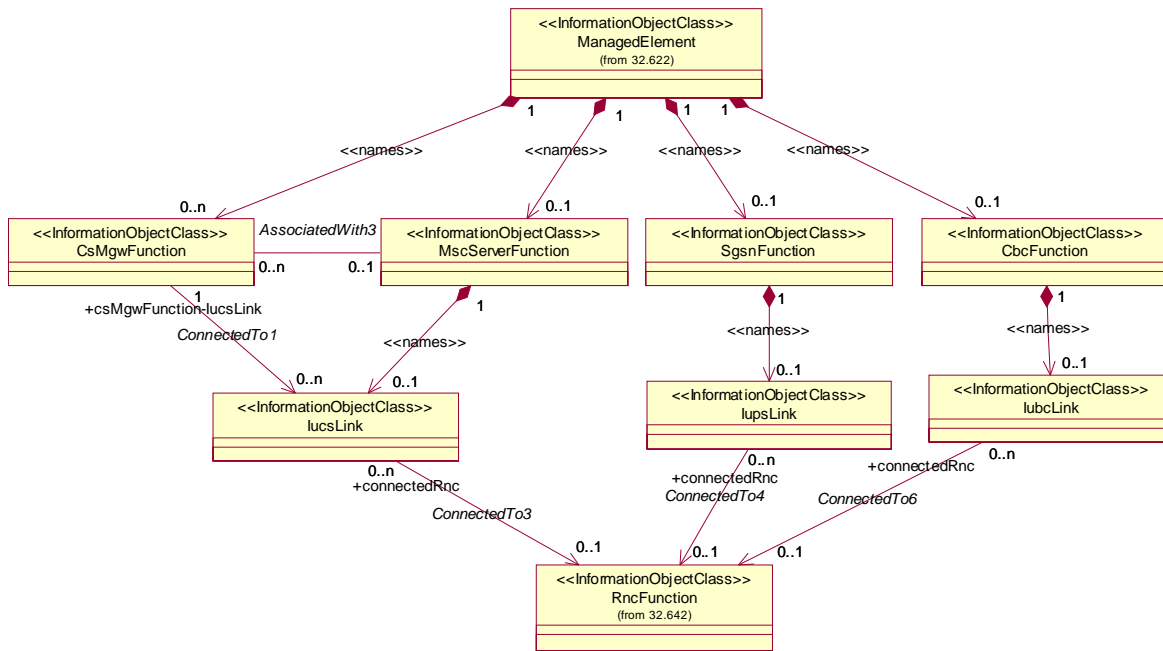 <<InformationObjectClass>>
ManagedElement
(from 32.622)
1
1
1
1
<<names>>
<<names>>
<<names>>
<<names>>
0..n
0..1
0..1
0..1
<<InformationObjectClass>>
CsMgwFunction
AssociatedWith3
0..n
0..1
<<InformationObjectClass>>
MscServerFunction
<<InformationObjectClass>>
SgsnFunction
<<InformationObjectClass>>
CbcFunction
1
+csMgwFunction-IucsLink
ConnectedTo1
1
<<names>>
1
<<names>>
1
<<names>>
0..n
0..1
0..1
0..1
<<InformationObjectClass>>
IucsLink
<<InformationObjectClass>>
IupsLink
<<InformationObjectClass>>
IubcLink
0..n
+connectedRnc
ConnectedTo3
0..n
+connectedRnc
ConnectedTo4
0..n
+connectedRnc
ConnectedTo6
0..1
0..1
0..1
<<InformationObjectClass>>
RncFunction
(from 32.642)